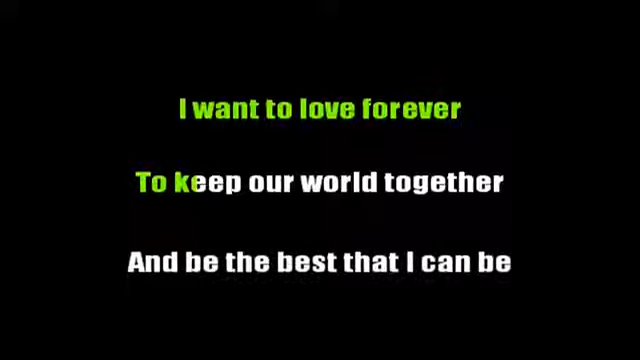 I want to love forever
To keep our world together
And be the best that I can be